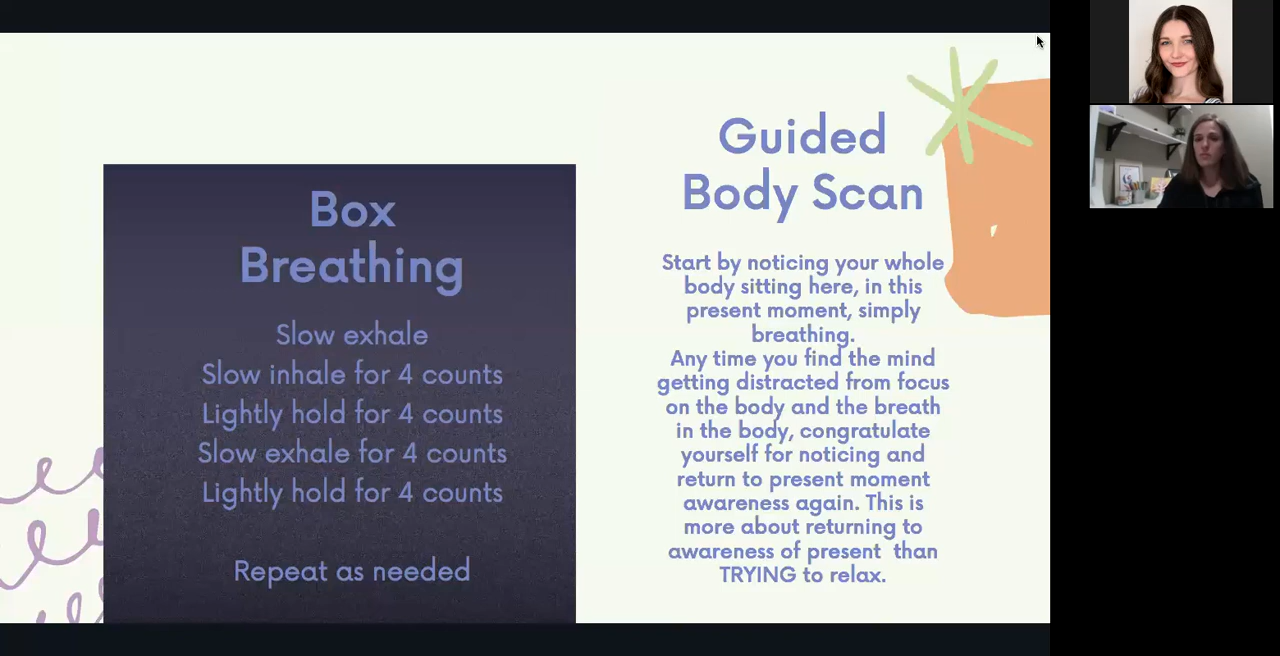 Box
Breathing
Slow exhale
Slow inhale for 4 counts
Lightly hold for 4 counts
Slow exhale for 4 counts
Lightly hold for 4 counts
Repeat as needed
Guided
Body Scan
Start by noticing your whole
body sitting here, in this
present moment, simply
breathing.
Any time you find the mind
getting distracted from focus
on the body and the breath
in the body, congratulate
yourself for noticing and
return to present moment
awareness again. This is
more about returning to
awareness of present than
TRYING to relax.